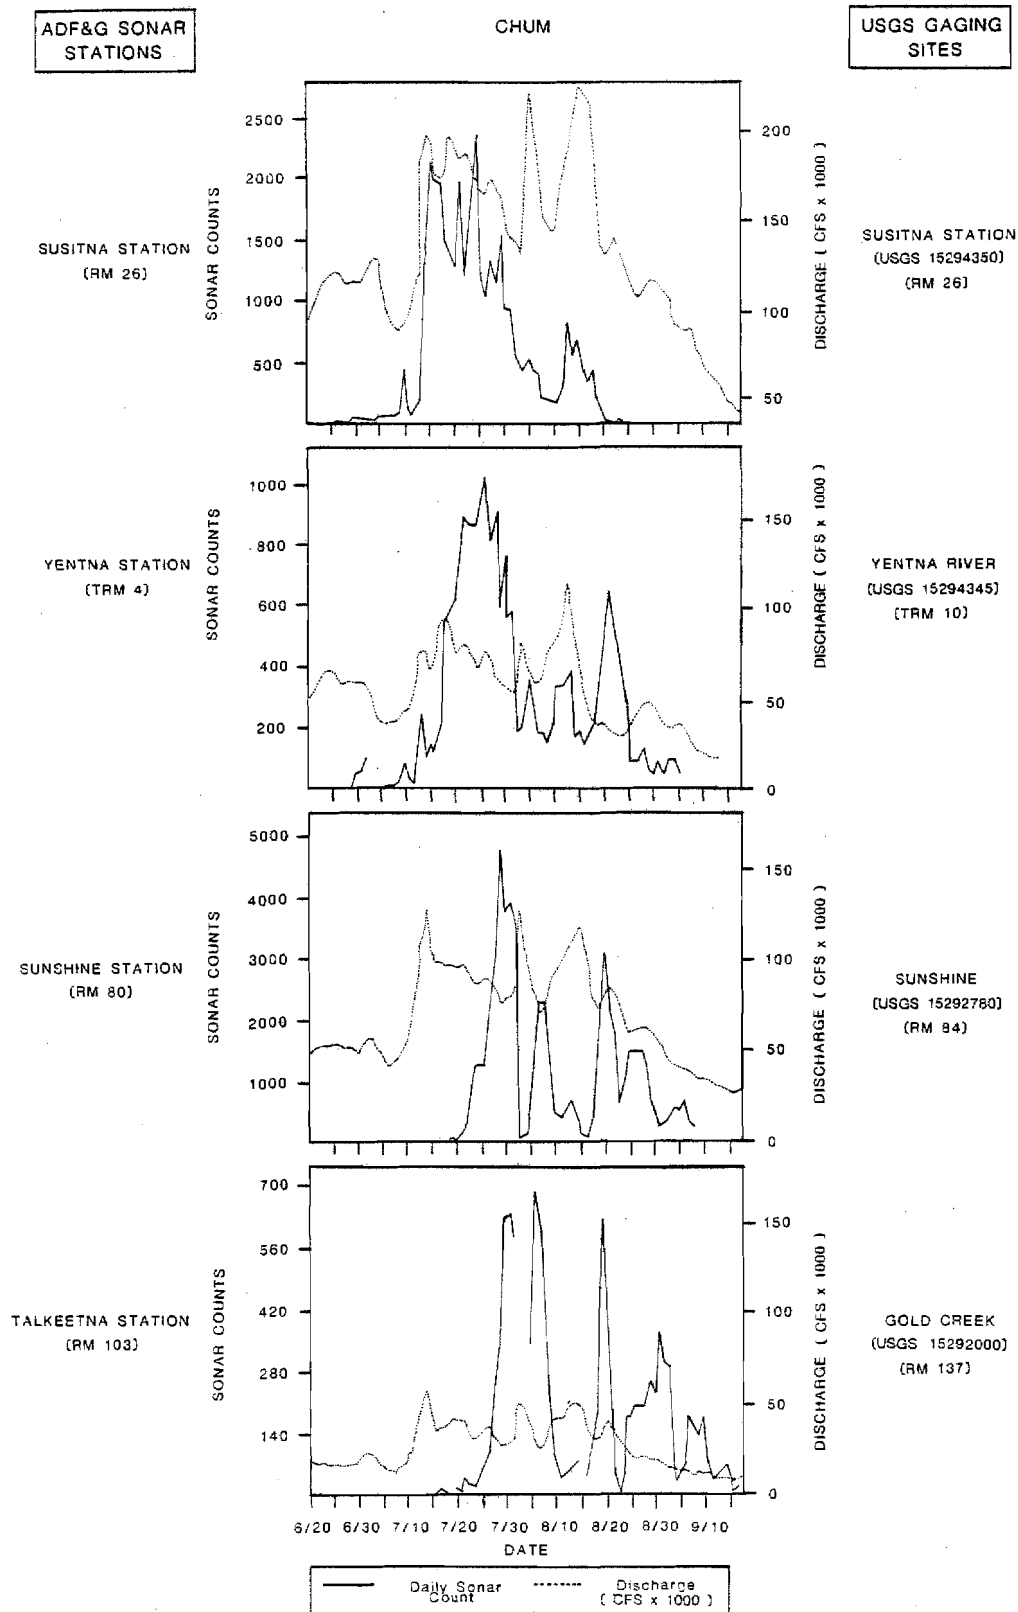 ADF&G SONAR
STATIONS
CHUM
USGS GAGING
SITES
SUSITNA STATION
(RM 26)
SONAR COUNTS
2500
2000
1500
1000
500
200
150
100
50
DISCHARGE ( CFS x 1000 )
SUSITNA STATION
(USGS 15294350)
(RM 26)
YENTNA STATION
(TRM 4)
SONAR COUNTS
1000
800
600
400
200
150
100
50
0
DISCHARGE ( CFS x 1000 )
YENTNA RIVER
(USGS 15294345)
(TRM 10)
SUNSHINE STATION
(RM 80)
SONAR COUNTS
5000
4000
3000
2000
1000
150
100
50
0
DISCHARGE ( CFS x 1000 )
SUNSHINE
(USGS 15292780)
(RM 84)
TALKEETNA STATION
(RM 103)
SONAR COUNTS
700
560
420
280
140
150
100
50
0
DISCHARGE ( CFS x 1000 )
GOLD CREEK
(USGS 15292000)
(RM 137)
6/20 6/30 7/10 7/20 7/30 8/10 8/20 8/30 9/10
DATE
Daily Sonar
Count
Discharge
( CFS x 1000 )